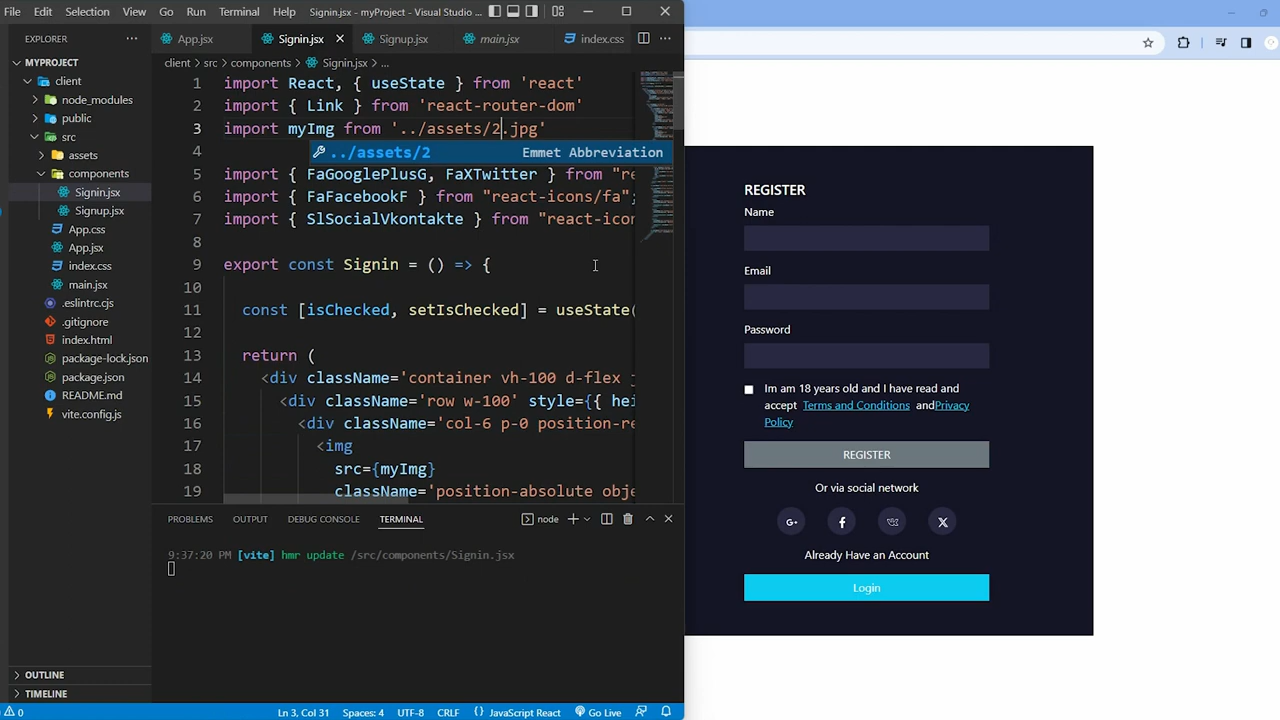 File Edit Selection View Go Run Terminal Help Signin.jsx - myProject - Visual Studio ...
EXPLORER
MYPROJECT
client
node_modules
public
src
assets
components
Signin.jsx
Signup.jsx
App.css
App.jsx
index.css
main.jsx
.eslintrc.cjs
.gitignore
index.html
package-lock.json
package.json
README.md
vite.config.js
OUTLINE
TIMELINE
App.jsx Signin.jsx Signup.jsx main.jsx index.css
client > src > components > Signin.jsx > ...
1 import React, { useState } from 'react'
2 import { Link } from 'react-router-dom'
3 import myImg from '../assets/2.jpg'
../assets/2 Emmet Abbreviation
4
5 import { FaGooglePlusG, FaXTwitter } from "re
6 import { FaFacebookF } from "react-icons/fa";
7 import { SlSocialVkontakte } from "react-icon
8
9 export const Signin = () => {
10
11 const [isChecked, setIsChecked] = useState(
12
13 return (
14 <div className='container vh-100 d-flex j
15 <div className='row w-100' style={{ hei
16 <div className='col-6 p-0 position-re
17 <img
18 src={myImg}
19 className='position-absolute obje
PROBLEMS OUTPUT DEBUG CONSOLE TERMINAL node
9:37:20 PM [vite] hmr update /src/components/Signin.jsx
0 Ln 3, Col 31 Spaces: 4 UTF-8 CRLF {} JavaScript React Go Live
REGISTER
Name
Email
Password
Im am 18 years old and I have read and
accept Terms and Conditions andPrivacy
Policy
REGISTER
Or via social network
G+ f X
Already Have an Account
Login